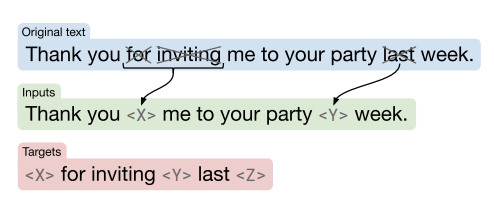 Original text
Thank you for inviting me to your party last week.
Inputs
Thank you <X> me to your party <Y> week.
Targets
<X> for inviting <Y> last <Z>